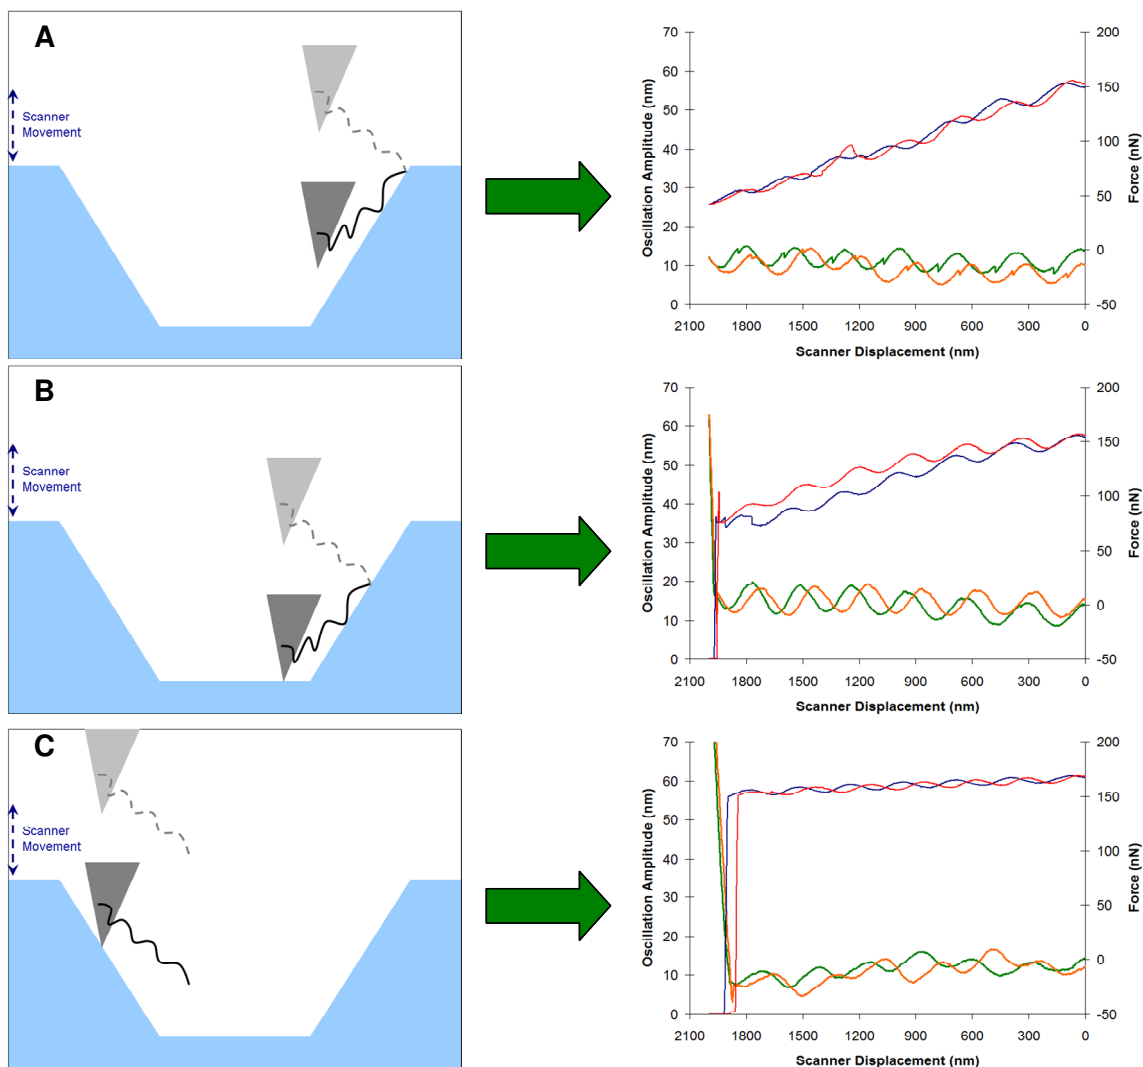 A
Scanner
Movement
70
60
50
40
30
20
10
0
Oscillation Amplitude (nm)
200
150
100
50
0
-50
Force (nN)
2100 1800 1500 1200 900 600 300 0
Scanner Displacement (nm)
B
Scanner
Movement
70
60
50
40
30
20
10
0
Oscillation Amplitude (nm)
200
150
100
50
0
-50
Force (nN)
2100 1800 1500 1200 900 600 300 0
Scanner Displacement (nm)
C
Scanner
Movement
70
60
50
40
30
20
10
0
Oscillation Amplitude (nm)
200
150
100
50
0
-50
Force (nN)
2100 1800 1500 1200 900 600 300 0
Scanner Displacement (nm)